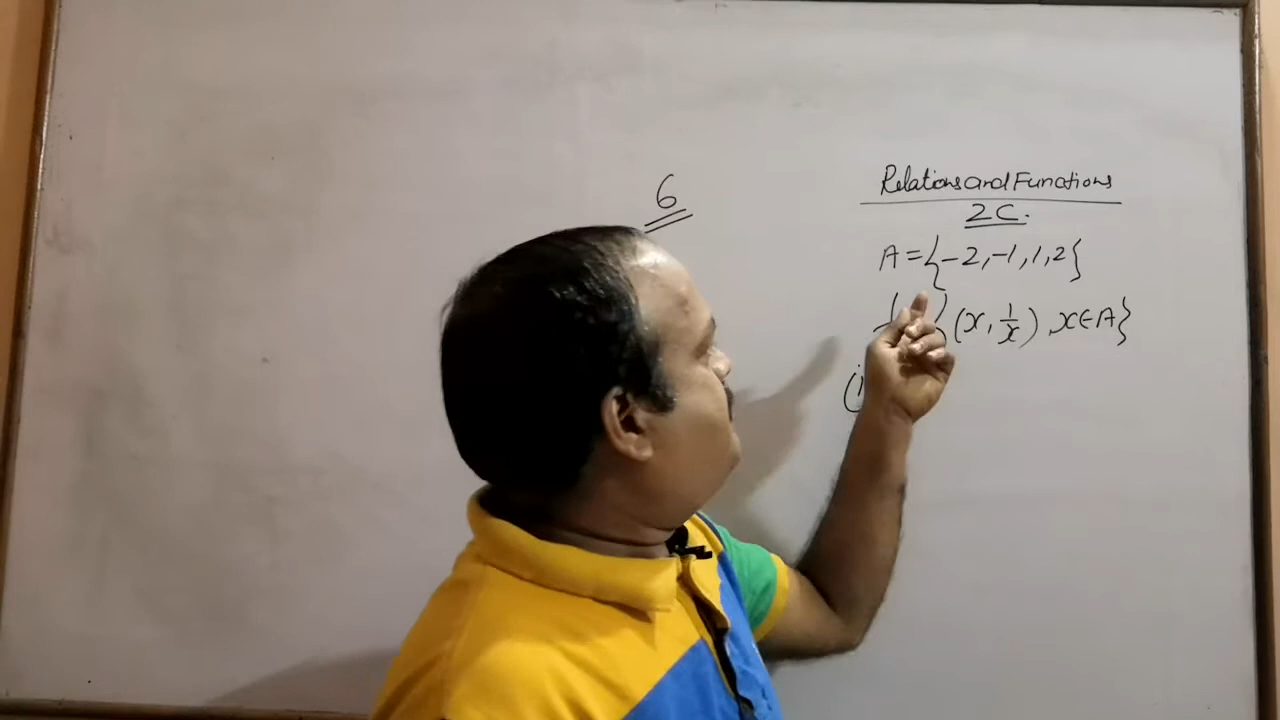 6
Relations and Functions
2C.
A = {-2, -1, 1, 2}
{(x, 1/x), x∈A}
(i